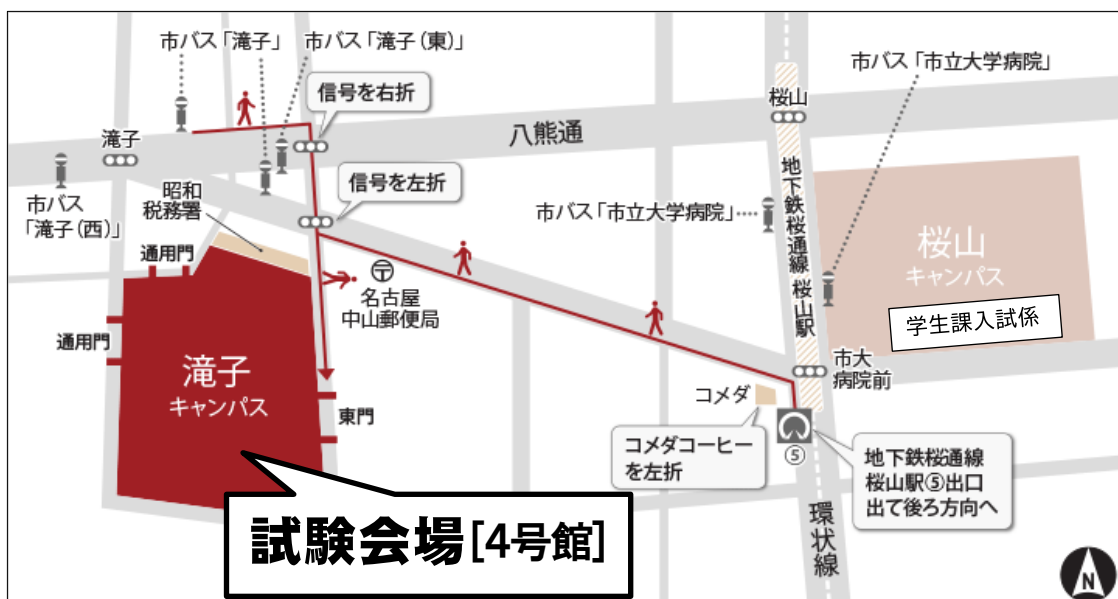 市バス「滝子」
市バス「滝子(東)」
信号を右折
市バス「市立大学病院」
桜山
滝子
八熊通
昭和
税務署
信号を左折
市バス
「滝子(西)」
市バス「市立大学病院」
地下鉄桜通線 桜山駅
桜山
キャンパス
学生課入試係
通用門
〒
名古屋
中山郵便局
通用門
滝子
キャンパス
東門
市大
病院前
コメダ
コメダコーヒー
を左折
⑤
地下鉄桜通線
桜山駅⑤出口
出て後ろ方向へ
試験会場[4号館]
環状線
N